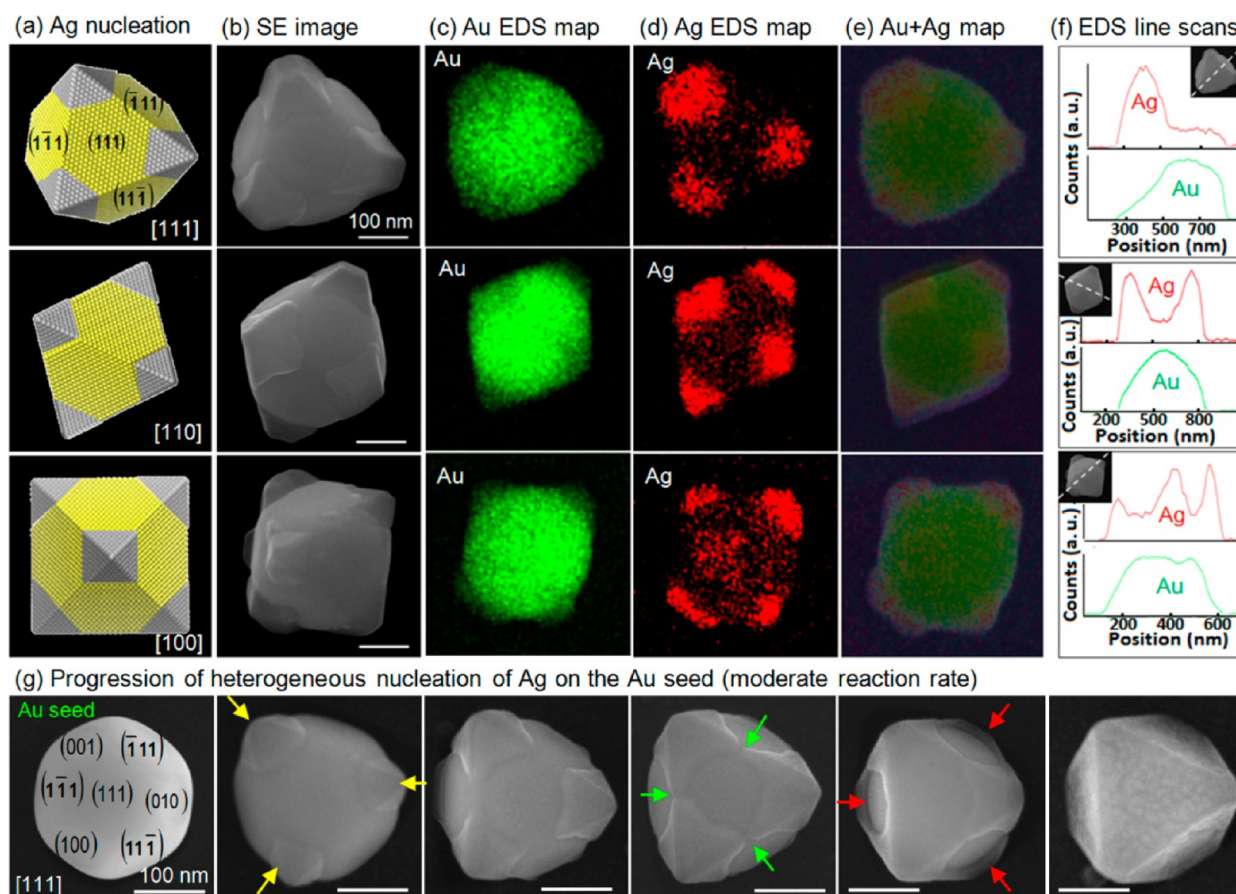 (a) Ag nucleation
(b) SE image
(c) Au EDS map
(d) Ag EDS map
(e) Au+Ag map
(f) EDS line scans
(1̄11)
(11̄1)
(111)
(111̄)
[111]
100 nm
Au
Ag
Counts (a. u.)
Ag
Au
300 500 700
Position (nm)
[110]
Au
Ag
Counts (a. u.)
Ag
Au
200 500 800
Position (nm)
[100]
Au
Ag
Counts (a. u.)
Ag
Au
200 400 600
Position (nm)
(g) Progression of heterogeneous nucleation of Ag on the Au seed (moderate reaction rate)
Au seed
(001) (1̄11)
(11̄1) (111) (010)
(100) (111̄)
[111] 100 nm